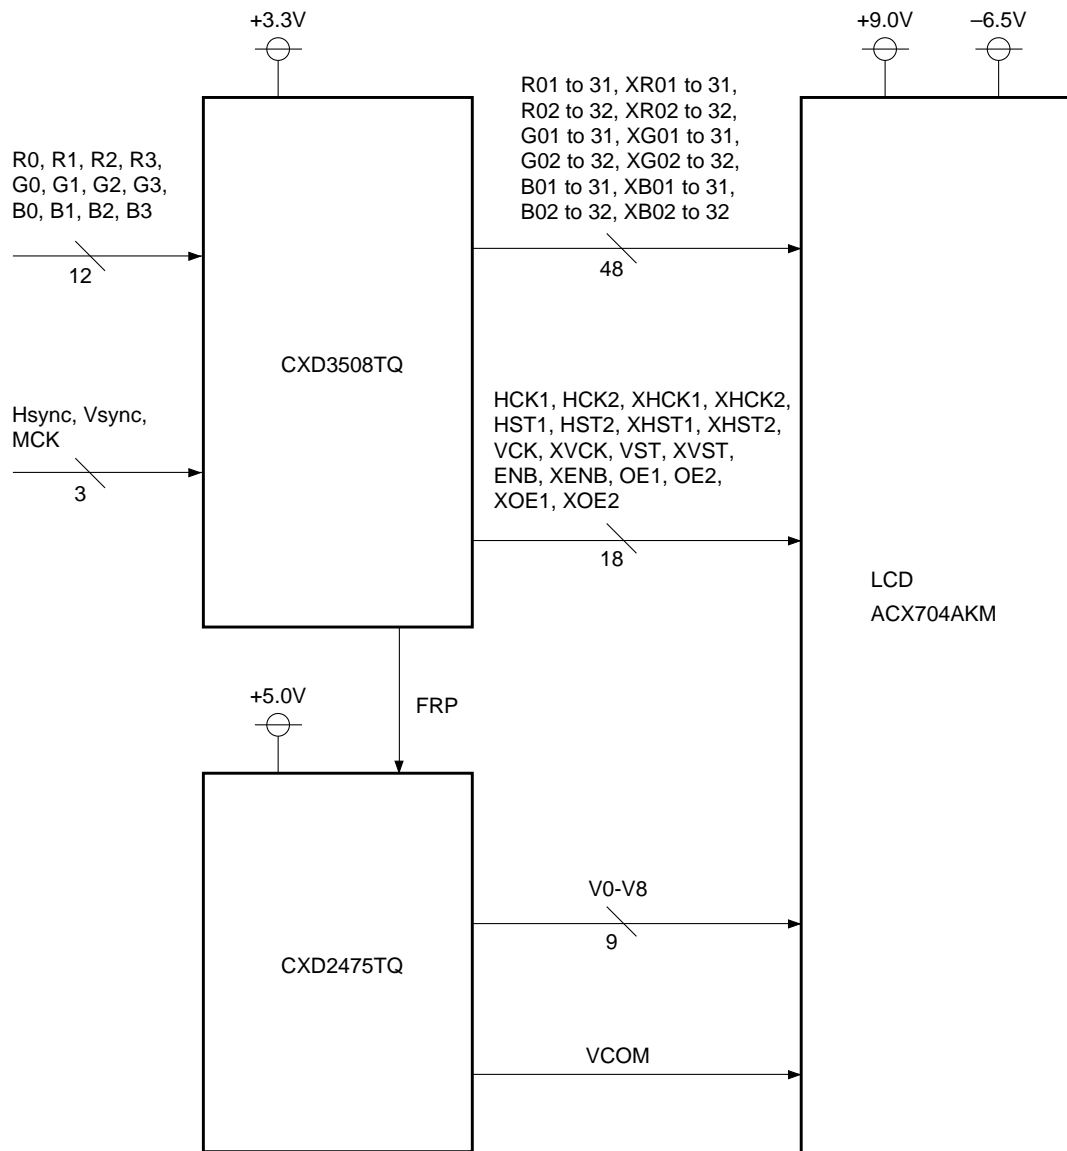 +3.3V
+9.0V
–6.5V
R01 to 31, XR01 to 31,
R02 to 32, XR02 to 32,
G01 to 31, XG01 to 31,
G02 to 32, XG02 to 32,
B01 to 31, XB01 to 31,
B02 to 32, XB02 to 32
48
R0, R1, R2, R3,
G0, G1, G2, G3,
B0, B1, B2, B3
12
CXD3508TQ
Hsync, Vsync,
MCK
3
HCK1, HCK2, XHCK1, XHCK2,
HST1, HST2, XHST1, XHST2,
VCK, XVCK, VST, XVST,
ENB, XENB, OE1, OE2,
XOE1, XOE2
18
LCD
ACX704AKM
+5.0V
FRP
V0-V8
9
CXD2475TQ
VCOM